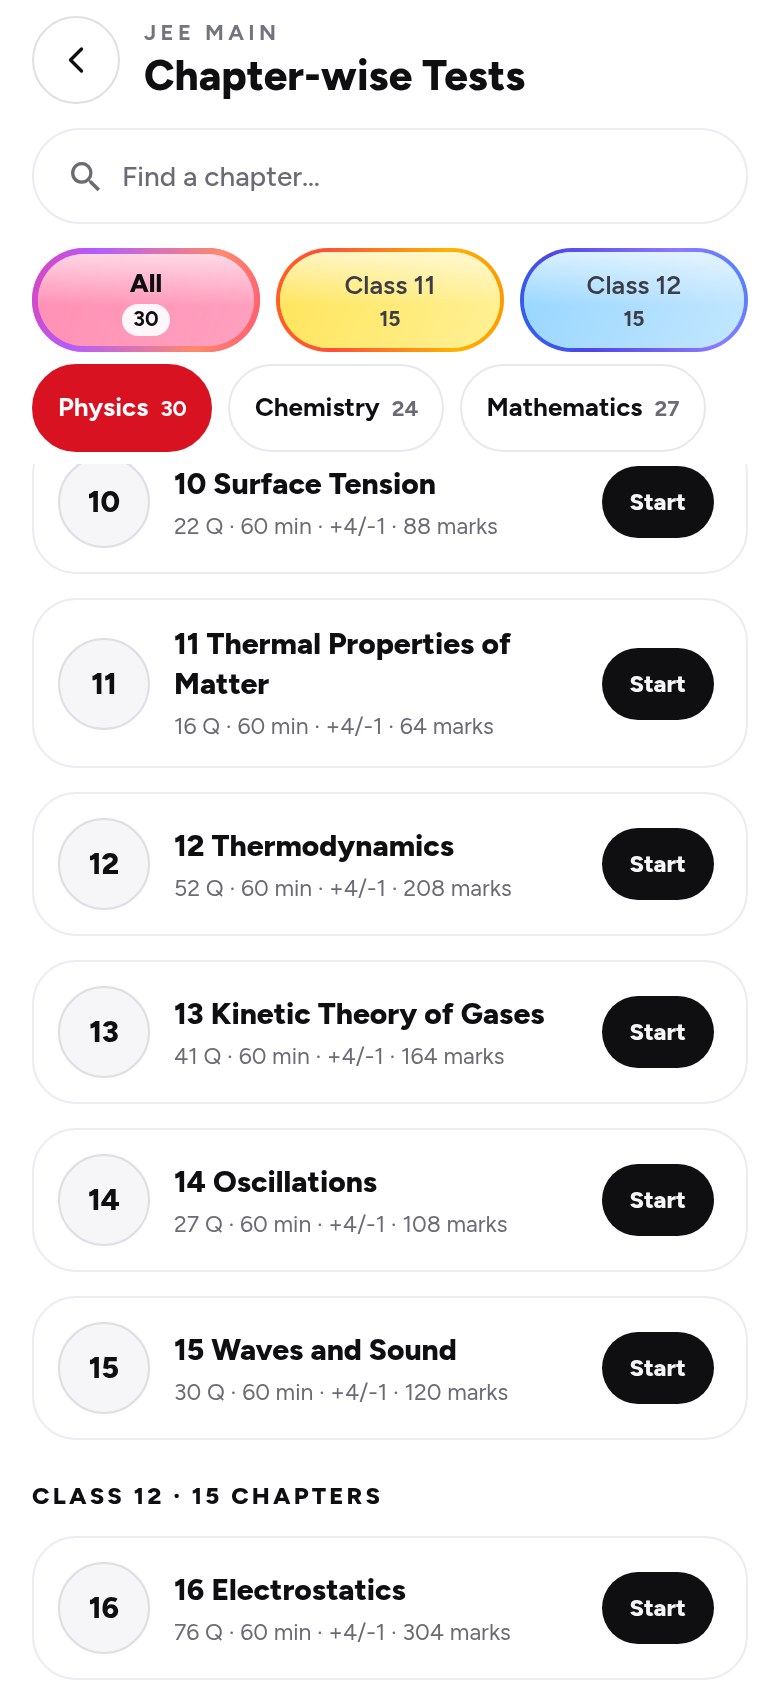 JEE MAIN
Chapter-wise Tests
Find a chapter...
All
30
Class 11
15
Class 12
15
Physics 30
Chemistry 24
Mathematics 27
10
10 Surface Tension
22 Q · 60 min · +4/-1 · 88 marks
Start
11
11 Thermal Properties of
Matter
16 Q · 60 min · +4/-1 · 64 marks
Start
12
12 Thermodynamics
52 Q · 60 min · +4/-1 · 208 marks
Start
13
13 Kinetic Theory of Gases
41 Q · 60 min · +4/-1 · 164 marks
Start
14
14 Oscillations
27 Q · 60 min · +4/-1 · 108 marks
Start
15
15 Waves and Sound
30 Q · 60 min · +4/-1 · 120 marks
Start
CLASS 12 · 15 CHAPTERS
16
16 Electrostatics
76 Q · 60 min · +4/-1 · 304 marks
Start